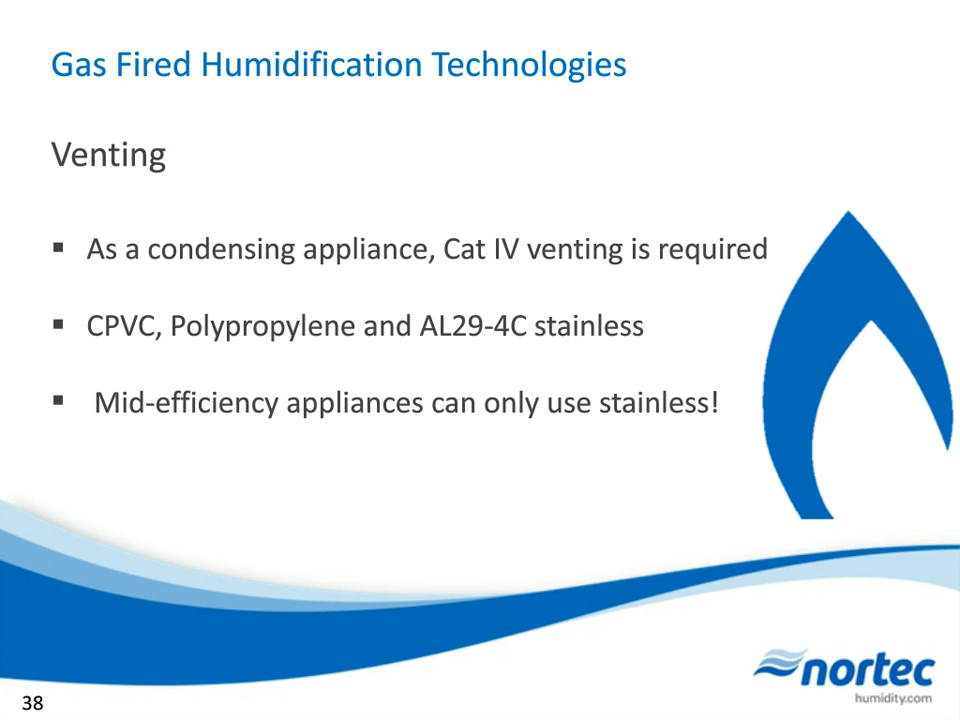 Gas Fired Humidification Technologies
Venting
▪ As a condensing appliance, Cat IV venting is required
▪ CPVC, Polypropylene and AL29-4C stainless
▪ Mid-efficiency appliances can only use stainless!
nortec
humidity.com
38